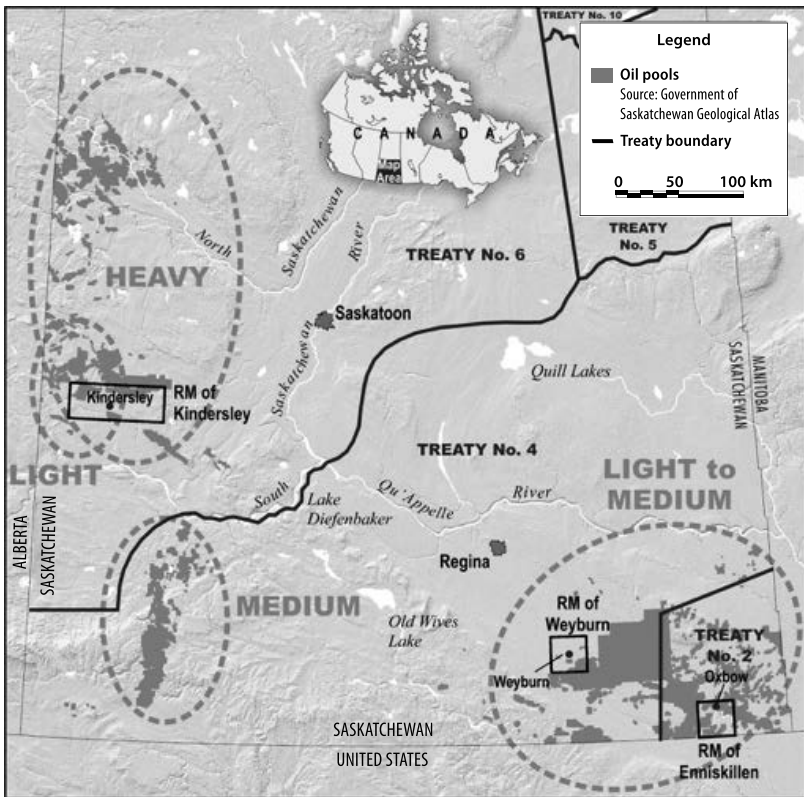 TREATY No. 10
Legend
Oil pools
Source: Government of
Saskatchewan Geological Atlas
Treaty boundary
0 50 100 km
CANADA
Map
Area
TREATY
No. 5
North
Saskatchewan
River
TREATY No. 6
HEAVY
Saskatoon
Saskatchewan
Quill Lakes
MANITOBA
SASKATCHEWAN
Kindersley
RM of
Kindersley
TREATY No. 4
LIGHT
LIGHT to
MEDIUM
South
Lake
Diefenbaker
Qu'Appelle
River
ALBERTA
SASKATCHEWAN
Regina
MEDIUM
Old Wives
Lake
RM of
Weyburn
Weyburn
TREATY
No. 2
Oxbow
RM of
Enniskillen
SASKATCHEWAN
UNITED STATES